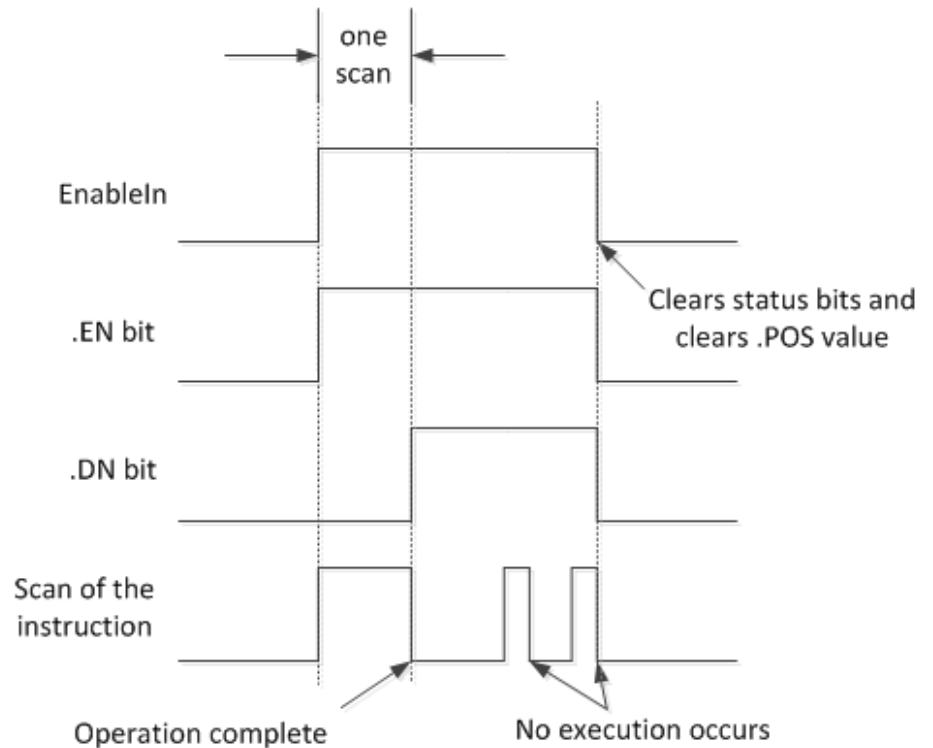 one
scan
EnableIn
Clears status bits and
clears .POS value
.EN bit
.DN bit
Scan of the
instruction
Operation complete
No execution occurs